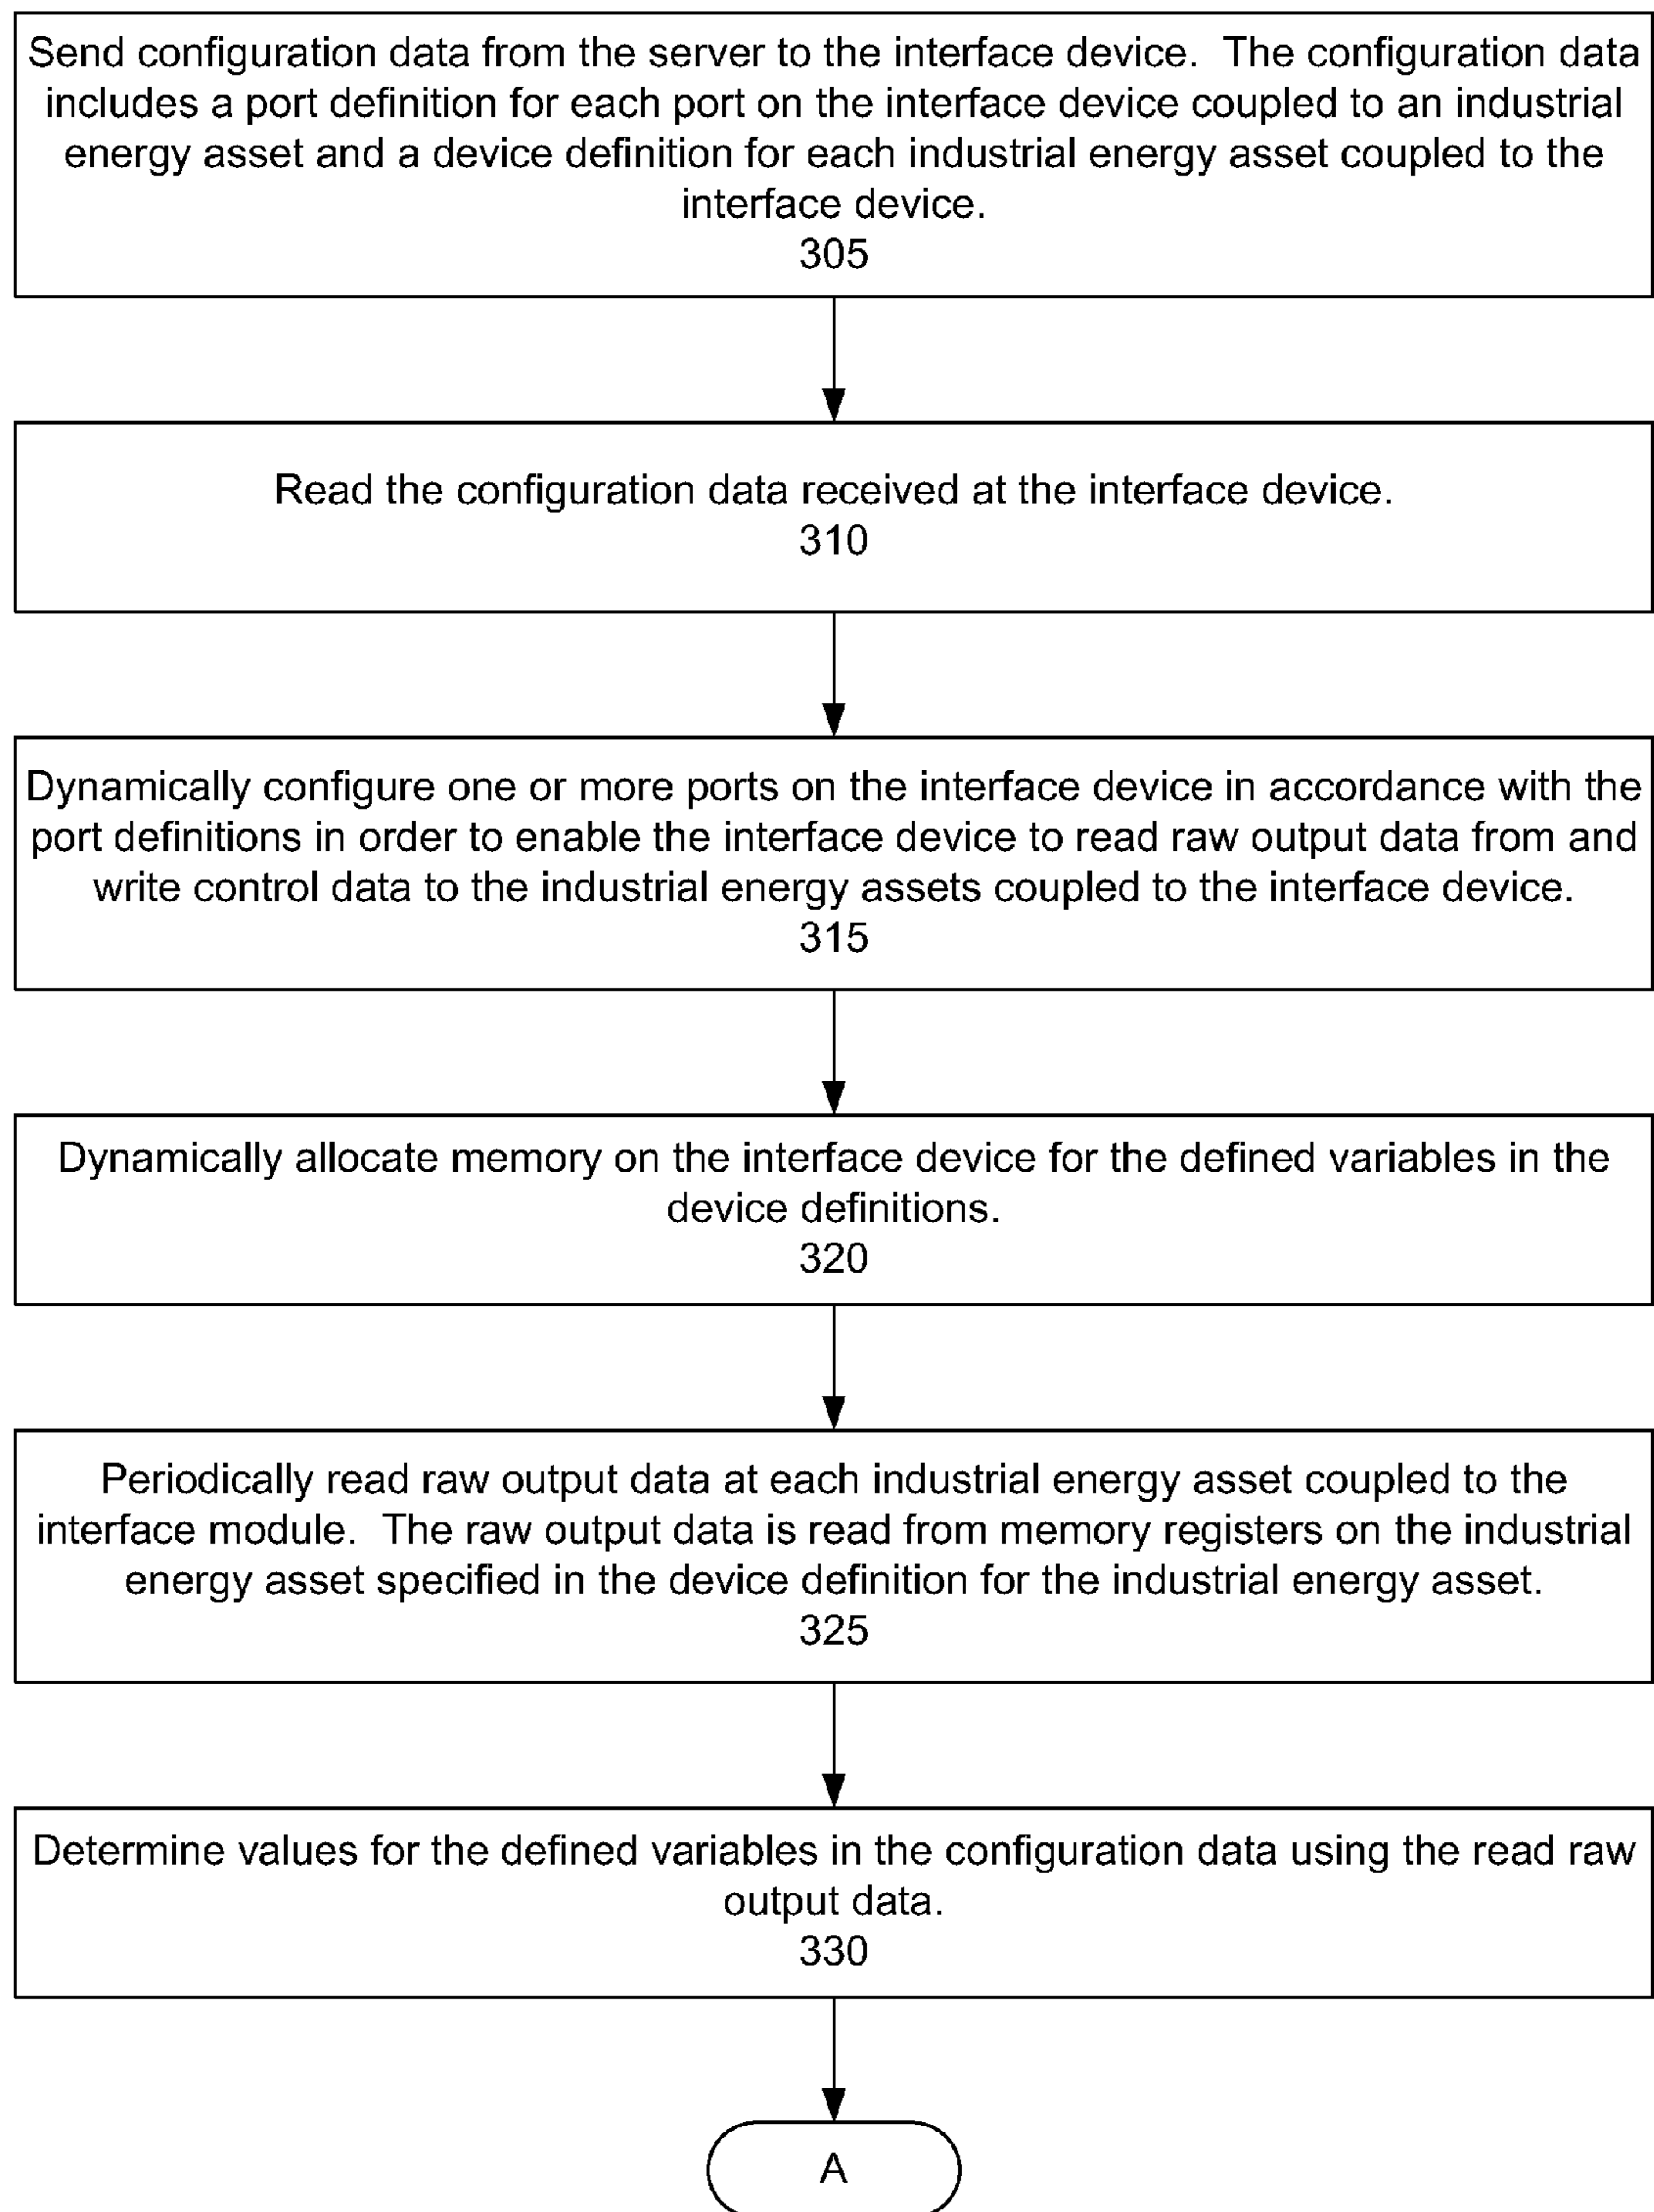 Send configuration data from the server to the interface device.  The configuration data
includes a port definition for each port on the interface device coupled to an industrial
energy asset and a device definition for each industrial energy asset coupled to the
interface device.
305
Read the configuration data received at the interface device.
310
Dynamically configure one or more ports on the interface device in accordance with the
port definitions in order to enable the interface device to read raw output data from and
write control data to the industrial energy assets coupled to the interface device.
315
Dynamically allocate memory on the interface device for the defined variables in the
device definitions.
320
Periodically read raw output data at each industrial energy asset coupled to the
interface module.  The raw output data is read from memory registers on the industrial
energy asset specified in the device definition for the industrial energy asset.
325
Determine values for the defined variables in the configuration data using the read raw
output data.
330
A